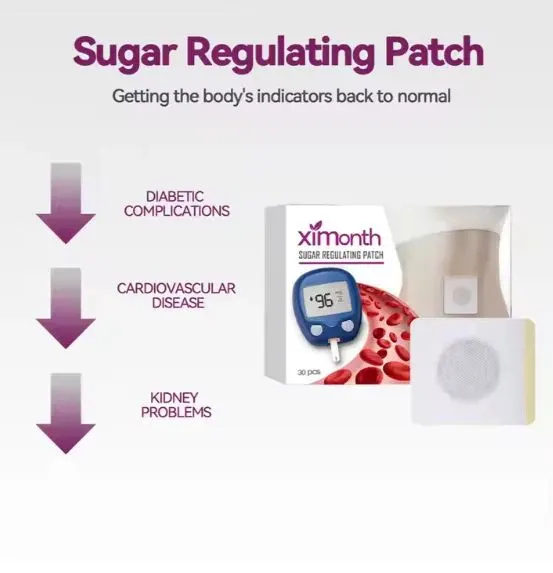 Sugar Regulating Patch
Getting the body's indicators back to normal
DIABETIC
COMPLICATIONS
CARDIOVASCULAR
DISEASE
KIDNEY
PROBLEMS
XIMonth
SUGAR REGULATING PATCH
96
30 pcs